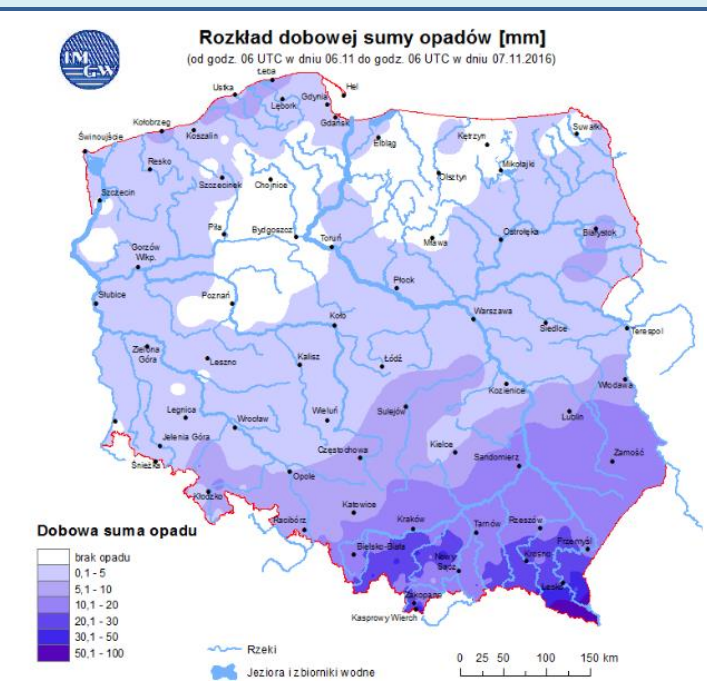 Rozkład dobowej sumy opadów [mm]
(od godz. 06 UTC w dniu 06.11 do godz. 06 UTC w dniu 07.11.2016)
IM
GW
Łeba
Hel
Ustka
Lębork
Gdynia
Gdańsk
Kołobrzeg
Koszalin
Elbląg
Kętrzyn
Suwałki
Świnoujście
Resko
Szczecinek
Chojnice
Olsztyn
Mikołajki
Szczecin
Piła
Bydgoszcz
Toruń
Mława
Ostrołęka
Białystok
Gorzów
Wlkp.
Płock
Słubice
Poznań
Koło
Warszawa
Siedlce
Terespol
Zielona
Góra
Leszno
Kalisz
Łódź
Kozienice
Włodawa
Legnica
Wrocław
Wieluń
Sulejów
Lublin
Jelenia Góra
Śnieżka
Częstochowa
Kielce
Sandomierz
Zamość
Kłodzko
Opole
Katowice
Racibórz
Kraków
Tarnów
Rzeszów
Przemyśl
Bielsko-Biała
Nowy
Sącz
Krosno
Lesko
Zakopane
Kasprowy Wierch
Dobowa suma opadu
brak opadu
0,1 - 5
5,1 - 10
10,1 - 20
20,1 - 30
30,1 - 50
50,1 - 100
Rzeki
Jeziora i zbiorniki wodne
0 25 50 100 150 km